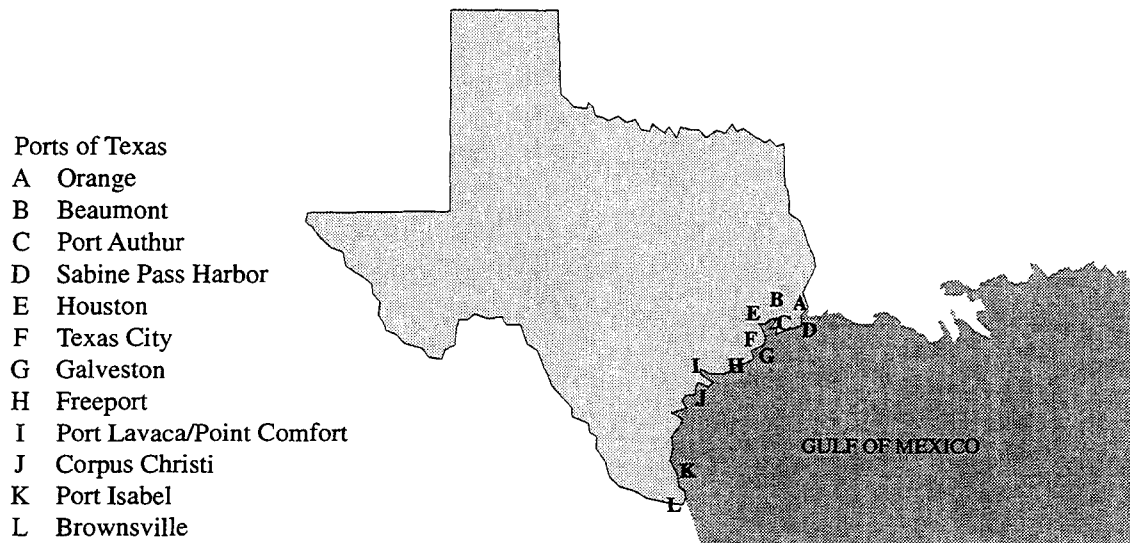 Ports of Texas
A Orange
B Beaumont
C Port Authur
D Sabine Pass Harbor
E Houston
F Texas City
G Galveston
H Freeport
I Port Lavaca/Point Comfort
J Corpus Christi
K Port Isabel
L Brownsville
B
A
E
C
D
F
G
I
H
J
GULF OF MEXICO
K
L